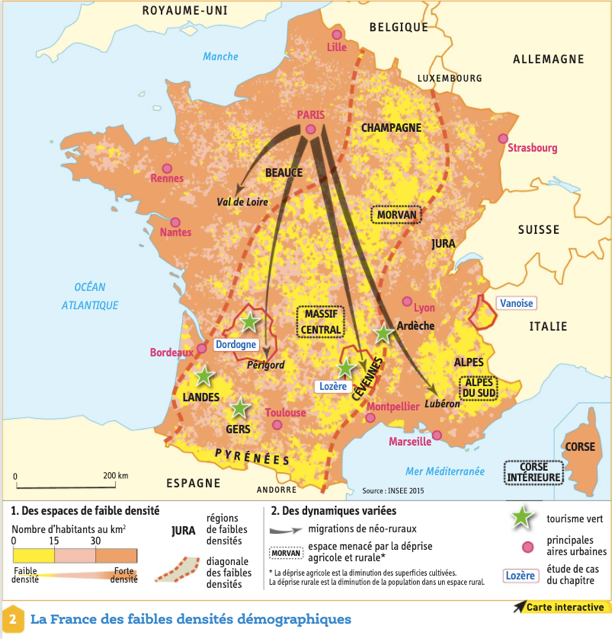 ROYAUME-UNI
BELGIQUE
Lille
Manche
ALLEMAGNE
LUXEMBOURG
PARIS
CHAMPAGNE
Strasbourg
BEAUCE
Rennes
Val de Loire
MORVAN
Nantes
SUISSE
JURA
OCÉAN
ATLANTIQUE
MASSIF
CENTRAL
Lyon
Vanoise
Ardèche
ITALIE
Dordogne
Bordeaux
Périgord
ALPES
Lozère
CÉVENNES
ALPES
DU SUD
LANDES
Lubéron
Montpellier
GERS
Toulouse
Marseille
CORSE
PYRÉNÉES
Mer Méditerranée
CORSE
INTÉRIEURE
0 200 km
ESPAGNE
ANDORRE
Source : INSEE 2015
1. Des espaces de faible densité
Nombre d'habitants au km²
0 15 30
Faible
densité
Forte
densité
JURA
régions
de faibles
densités
diagonale
des faibles
densités
2. Des dynamiques variées
migrations de néo-ruraux
MORVAN
espace menacé par la déprise
agricole et rurale*
* La déprise agricole est la diminution des superficies cultivées.
La déprise rurale est la diminution de la population dans un espace rural.
tourisme vert
principales
aires urbaines
Lozère
étude de cas
du chapitre
Carte interactive
2 La France des faibles densités démographiques